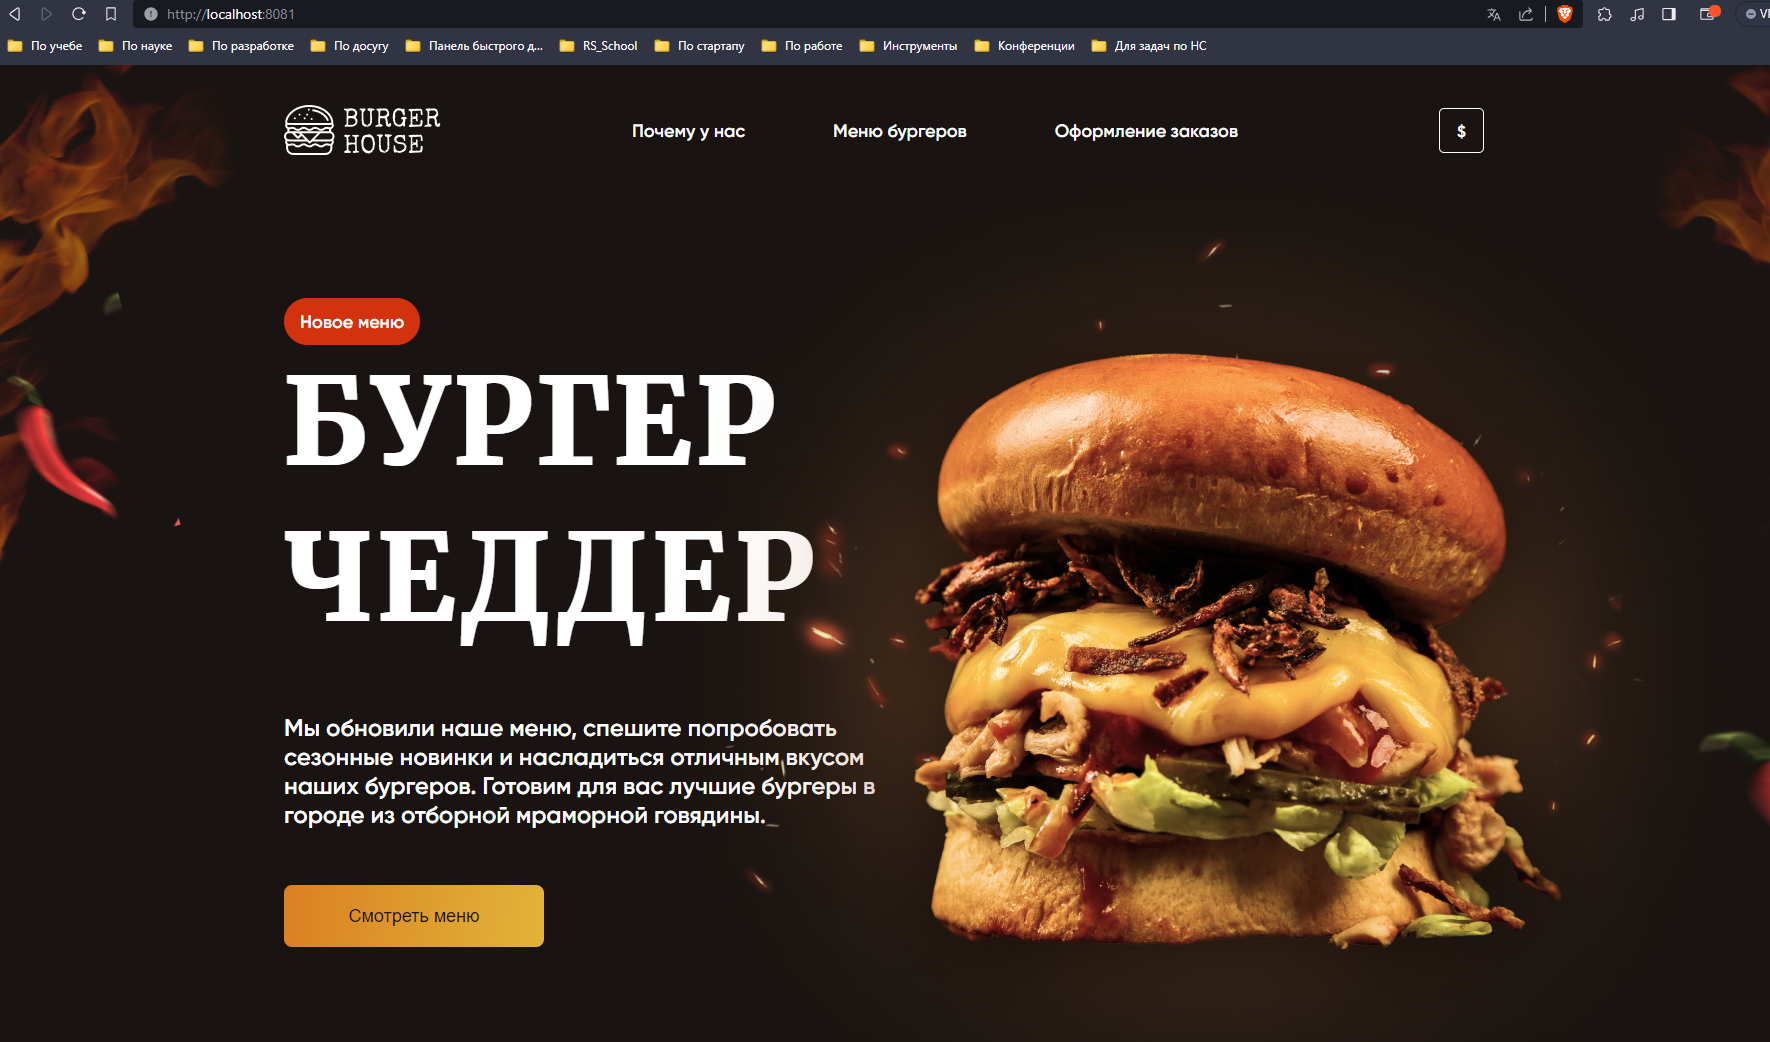 http://localhost:8081
VI
По учебе
По науке
По разработке
По досугу
Панель быстрого д...
RS_School
По стартапу
По работе
Инструменты
Конференции
Для задач по НС
BURGER
HOUSE
Почему у нас
Меню бургеров
Оформление заказов
$
Новое меню
БУРГЕР
ЧЕДДЕР
Мы обновили наше меню, спешите попробовать
сезонные новинки и насладиться отличным вкусом
наших бургеров. Готовим для вас лучшие бургеры в
городе из отборной мраморной говядины.
Смотреть меню